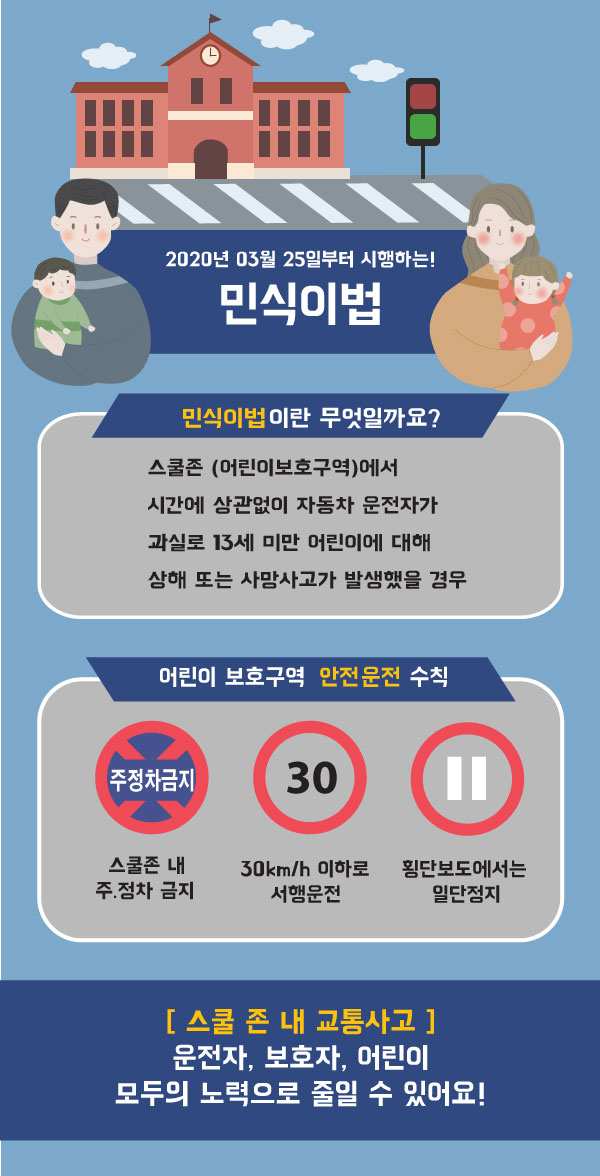 2020년 03월 25일부터 시행하는!
민식이법
민식이법이란 무엇일까요?
스쿨존 (어린이보호구역)에서
시간에 상관없이 자동차 운전자가
과실로 13세 미만 어린이에 대해
상해 또는 사망사고가 발생했을 경우
어린이 보호구역 안전운전 수칙
주정차금지
30
스쿨존 내
주.정차 금지
30km/h 이하로
서행운전
횡단보도에서는
일단정지
[ 스쿨 존 내 교통사고 ]
운전자, 보호자, 어린이
모두의 노력으로 줄일 수 있어요!